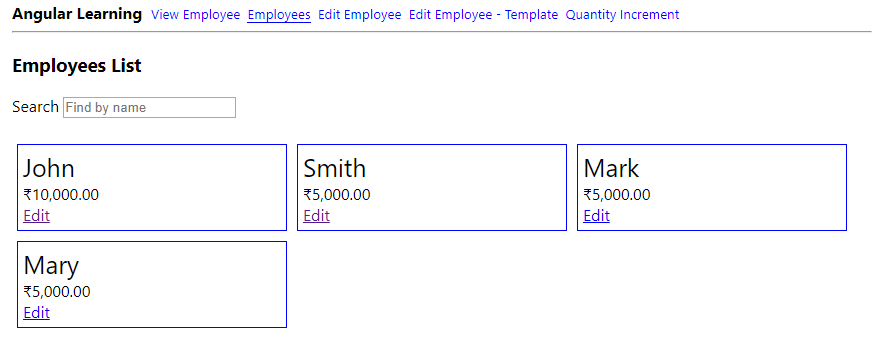 Angular Learning View Employee Employees Edit Employee Edit Employee - Template Quantity Increment
Employees List
Search Find by name
John
₹10,000.00
Edit
Smith
₹5,000.00
Edit
Mark
₹5,000.00
Edit
Mary
₹5,000.00
Edit